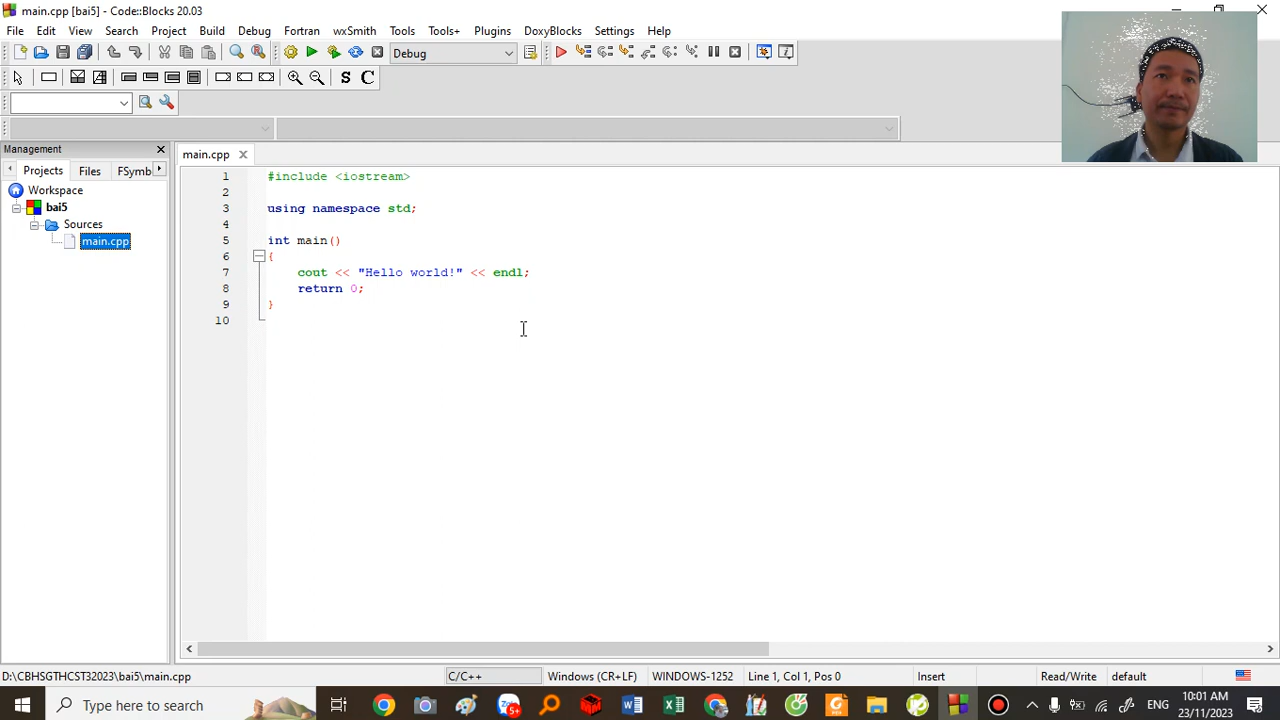 main.cpp [bai5] - Code::Blocks 20.03
File Edit View Search Project Build Debug Fortran wxSmith Tools Tools+ Plugins DoxyBlocks Settings Help
Debug
S C
Management
Projects Files FSymb
Workspace
bai5
Sources
main.cpp
main.cpp
1 #include <iostream>
2
3 using namespace std;
4
5 int main()
6 {
7 cout << "Hello world!" << endl;
8 return 0;
9 }
10
D:\CBHSGTHCST32023\bai5\main.cpp C/C++ Windows (CR+LF) WINDOWS-1252 Line 1, Col 1, Pos 0 Insert Read/Write default
Type here to search
5+
ENG
10:01 AM
23/11/2023